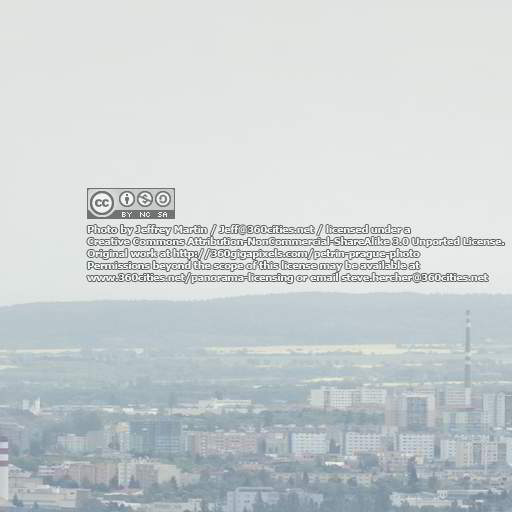 cc BY NC SA
Photo by Jeffrey Martin / Jeff@360cities.net / licensed under a
Creative Commons Attribution-NonCommercial-ShareAlike 3.0 Unported License.
Original work at http://360gigapixels.com/petrin-prague-photo
Permissions beyond the scope of this license may be available at
www.360cities.net/panorama-licensing or email steve.hercher@360cities.net